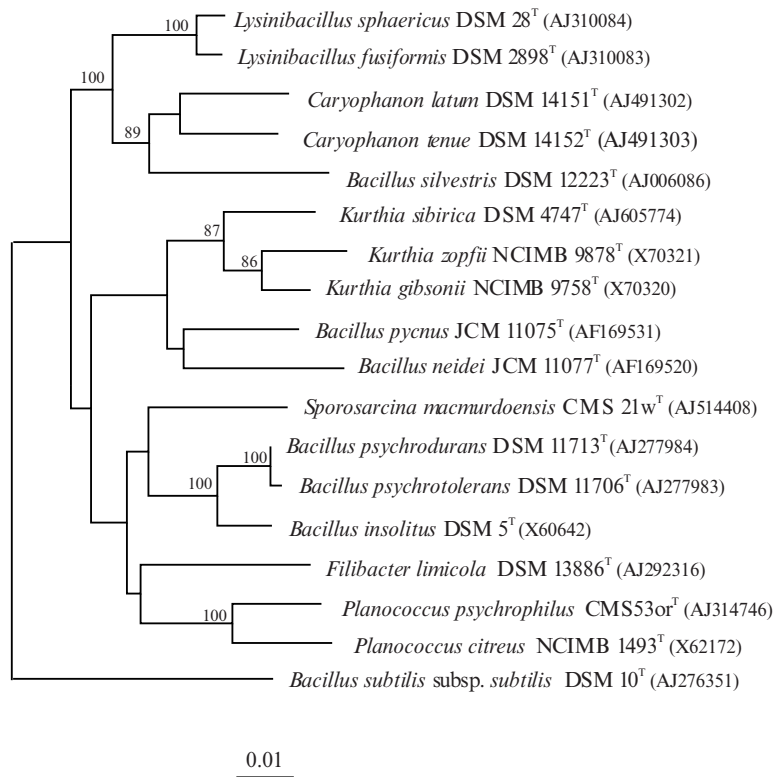 100 Lysinibacillus sphaericus DSM 28ᵀ (AJ310084)
Lysinibacillus fusiformis DSM 2898ᵀ (AJ310083)
100
Caryophanon latum DSM 14151ᵀ (AJ491302)
89 Caryophanon tenue DSM 14152ᵀ (AJ491303)
Bacillus silvestris DSM 12223ᵀ (AJ006086)
Kurthia sibirica DSM 4747ᵀ (AJ605774)
87
Kurthia zopfii NCIMB 9878ᵀ (X70321)
86
Kurthia gibsonii NCIMB 9758ᵀ (X70320)
Bacillus pycnus JCM 11075ᵀ (AF169531)
Bacillus neidei JCM 11077ᵀ (AF169520)
Sporosarcina macmurdoensis CMS 21wᵀ (AJ514408)
Bacillus psychrodurans DSM 11713ᵀ (AJ277984)
100
Bacillus psychrotolerans DSM 11706ᵀ (AJ277983)
100
Bacillus insolitus DSM 5ᵀ (X60642)
Filibacter limicola DSM 13886ᵀ (AJ292316)
Planococcus psychrophilus CMS53orᵀ (AJ314746)
100
Planococcus citreus NCIMB 1493ᵀ (X62172)
Bacillus subtilis subsp. subtilis DSM 10ᵀ (AJ276351)
0.01